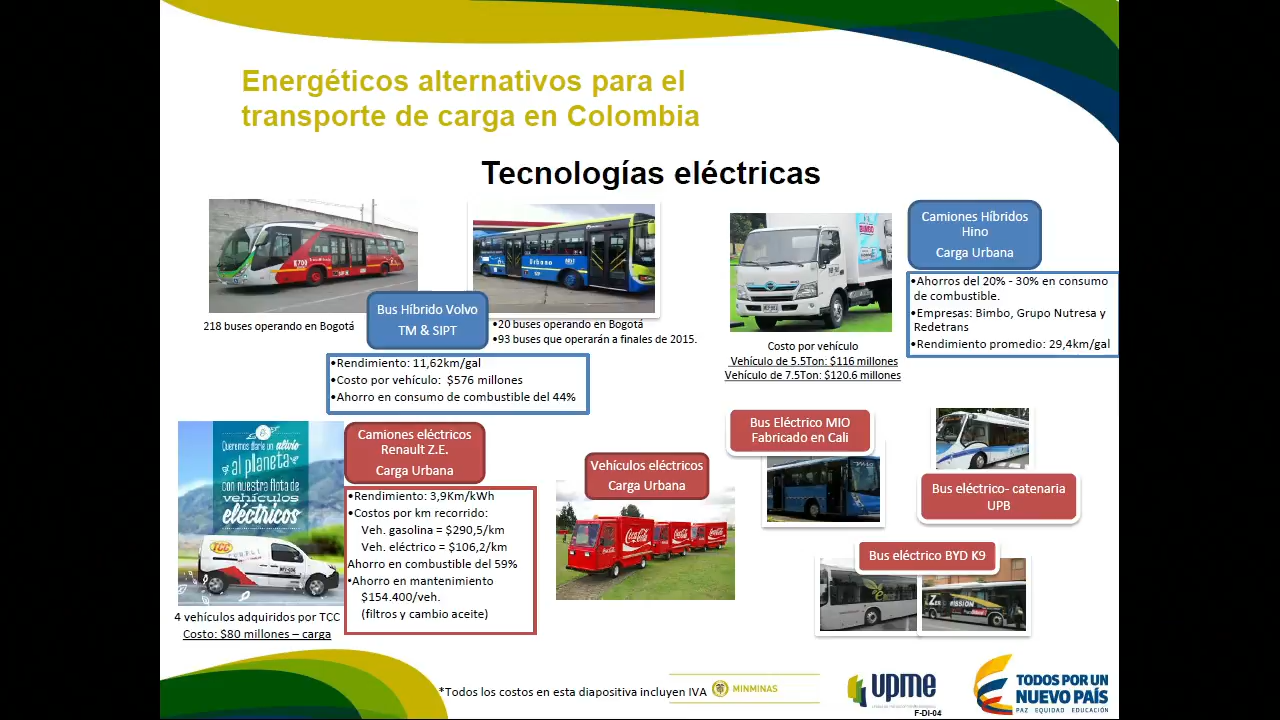 Energéticos alternativos para el
transporte de carga en Colombia
Tecnologías eléctricas
218 buses operando en Bogotá
Bus Híbrido Volvo
TM & SIPT
•20 buses operando en Bogotá
•93 buses que operarán a finales de 2015.
•Rendimiento: 11,62km/gal
•Costo por vehículo: $576 millones
•Ahorro en consumo de combustible del 44%
Costo por vehículo
Vehículo de 5.5Ton: $116 millones
Vehículo de 7.5Ton: $120.6 millones
Camiones Híbridos
Hino
Carga Urbana
•Ahorros del 20% - 30% en consumo
de combustible.
•Empresas: Bimbo, Grupo Nutresa y
Redetrans
•Rendimiento promedio: 29,4km/gal
Queremos darle un alivio
al planeta
con nuestra flota de
vehículos
eléctricos
TCC
4 vehículos adquiridos por TCC
Costo: $80 millones – carga
Camiones eléctricos
Renault Z.E.
Carga Urbana
•Rendimiento: 3,9Km/kWh
•Costos por km recorrido:
Veh. gasolina = $290,5/km
Veh. eléctrico = $106,2/km
Ahorro en combustible del 59%
•Ahorro en mantenimiento
$154.400/veh.
(filtros y cambio aceite)
Vehículos eléctricos
Carga Urbana
Coca-Cola
Bus Eléctrico MIO
Fabricado en Cali
Bus eléctrico- catenaria
UPB
Bus eléctrico BYD K9
*Todos los costos en esta diapositiva incluyen IVA
MINMINAS
upme
F-DI-04
TODOS POR UN
NUEVO PAÍS
PAZ EQUIDAD EDUCACIÓN